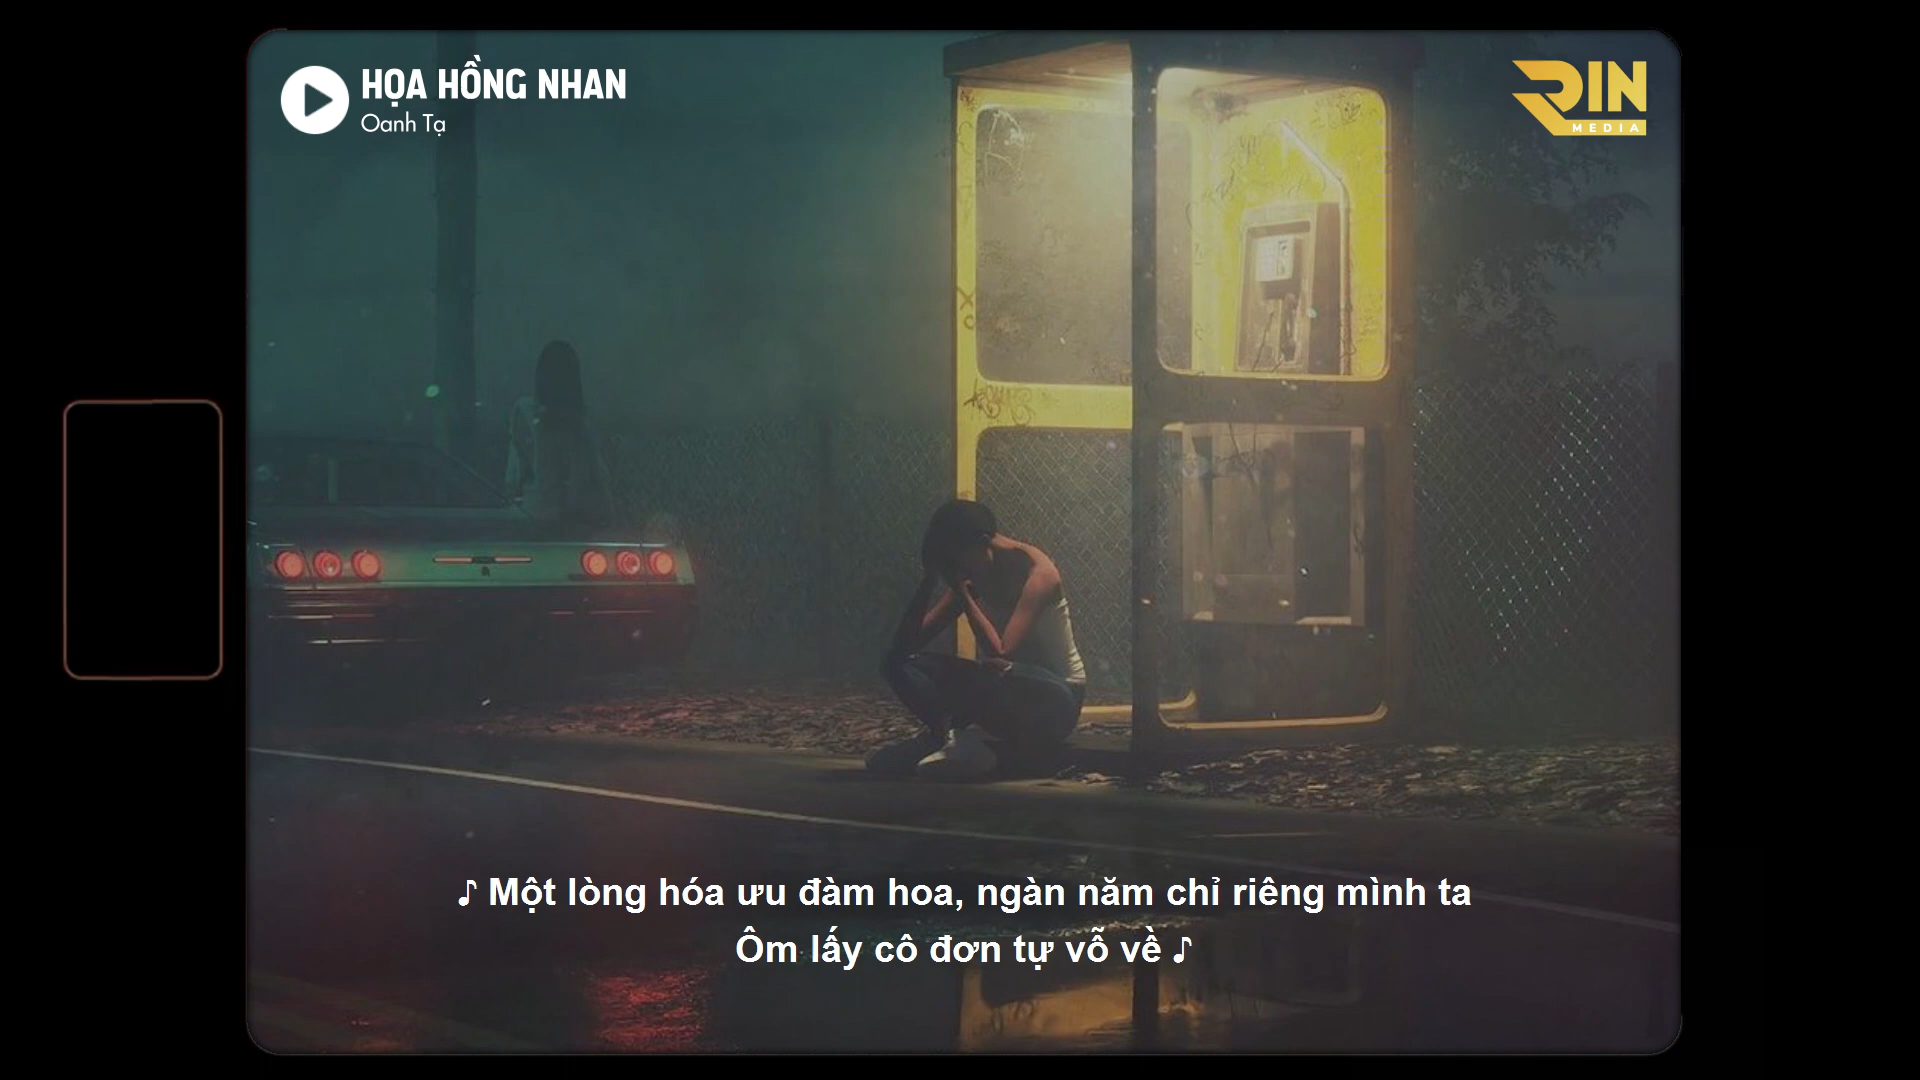 HỌA HỒNG NHAN
Oanh Tạ
RIN
MEDIA
♪ Một lòng hóa ưu đàm hoa, ngàn năm chỉ riêng mình ta
Ôm lấy cô đơn tự vỗ về ♪